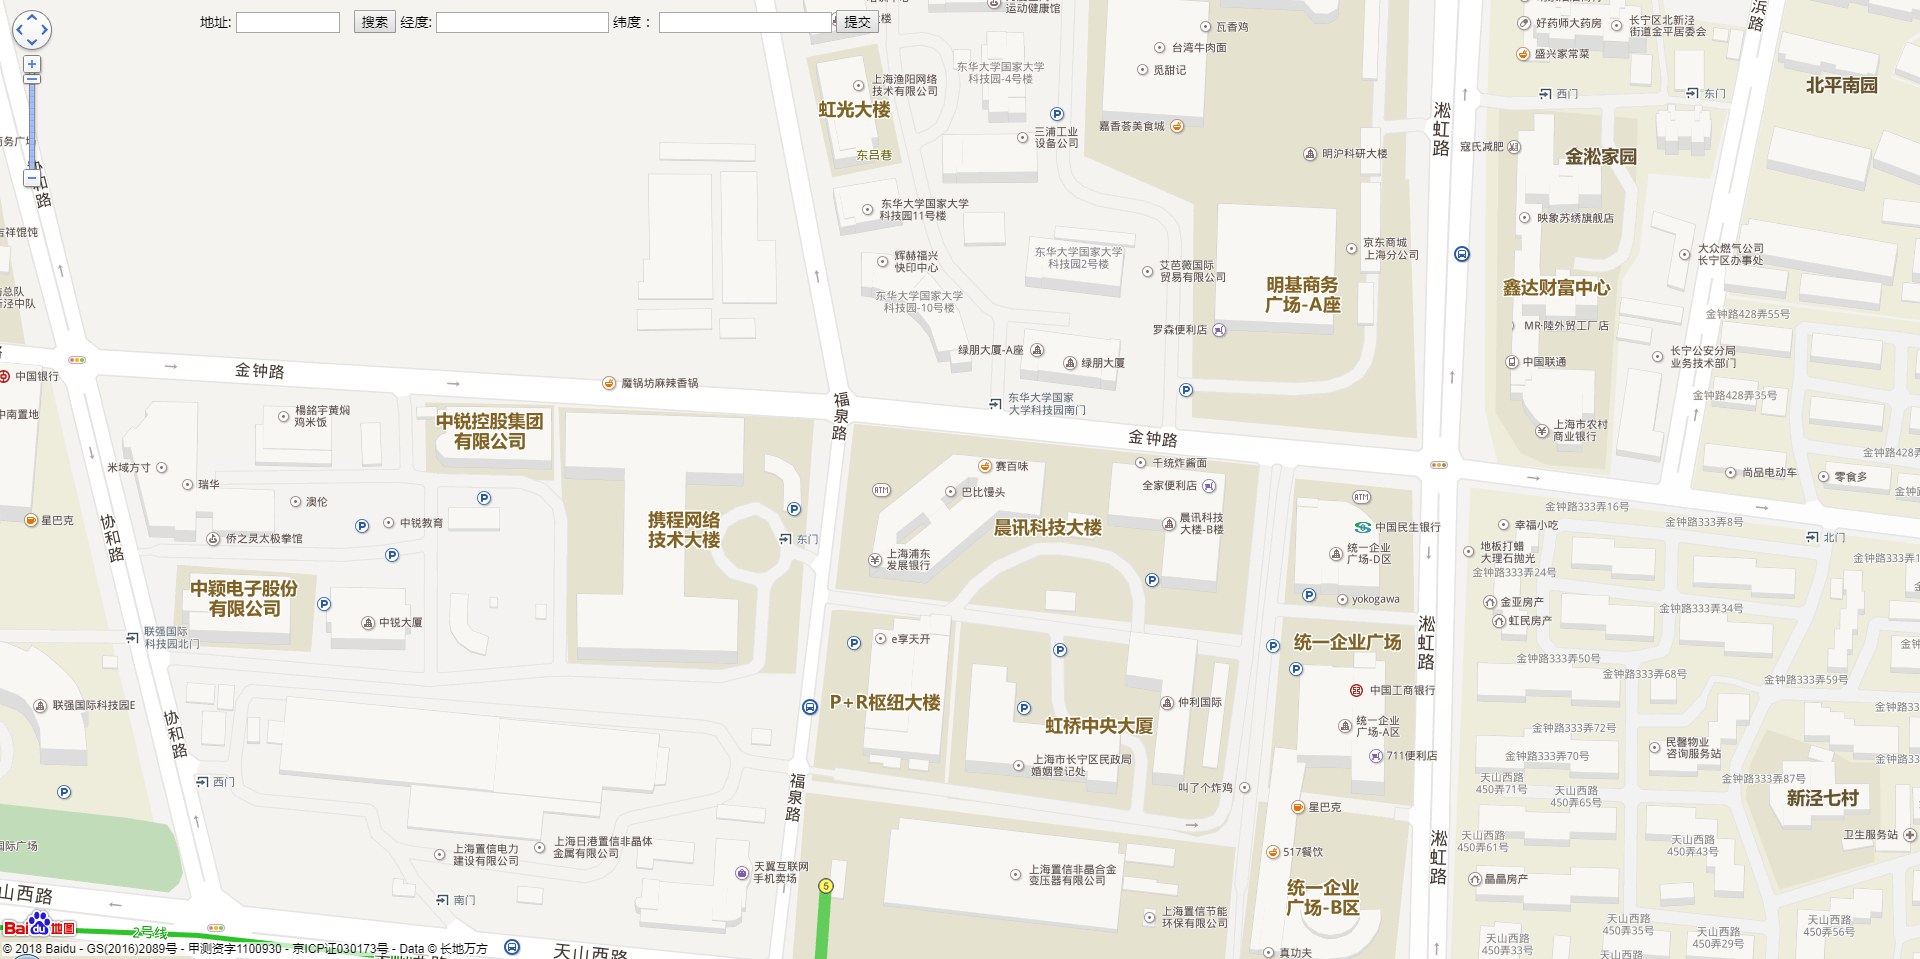 地址:
搜索
经度:
纬度：
提交
运动健康馆
瓦香鸡
台湾牛肉面
觅甜记
好药师大药房
长宁区北新泾
街道金平居委会
盛兴家常菜
浜
路
北平南园
上海渔阳网络
技术有限公司
虹光大楼
东吕巷
东华大学国家大学
科技园-4号楼
三浦工业
设备公司
嘉香荟美食城
明沪科研大楼
淞
虹
路
西门
东门
寇氏减肥
金淞家园
协
和
路
吉祥馄饨
东华大学国家大学
科技园11号楼
辉赫福兴
快印中心
东华大学国家大学
科技园-10号楼
东华大学国家大学
科技园2号楼
艾芭薇国际
贸易有限公司
京东商城
上海分公司
映象苏绣旗舰店
大众燃气公司
长宁区办事处
明基商务
广场-A座
罗森便利店
鑫达财富中心
MR·陸外贸工厂店
金钟路428弄55号
绿朋大厦-A座
绿朋大厦
中国联通
长宁公安分局
业务技术部门
金钟路428弄35号
中国银行
金钟路
魔锅坊麻辣香锅
东华大学国家
大学科技园南门
福
泉
路
金钟路
中南置地
楊銘宇黄焖
鸡米饭
中锐控股集团
有限公司
上海市农村
商业银行
米域方寸
瑞华
澳伦
中锐教育
侨之灵太极拳馆
星巴克
协
和
路
携程网络
技术大楼
东门
赛百味
巴比馒头
ATM
晨讯科技大楼
上海浦东
发展银行
千统炸酱面
全家便利店
晨讯科技
大楼-B楼
ATM
中国民生银行
统一企业
广场-D区
yokogawa
尚品电动车
零食多
金钟路333弄16号
金钟路333弄8号
幸福小吃
地板打蜡
大理石抛光
金钟路333弄24号
北门
中颖电子股份
有限公司
中锐大厦
联强国际
科技园北门
金亚房产
虹民房产
金钟路333弄34号
e享天开
统一企业广场
淞
虹
路
金钟路333弄50号
金钟路333弄68号
金钟路333弄59号
联强国际科技园E
协
和
路
P+R枢纽大楼
虹桥中央大厦
仲利国际
中国工商银行
统一企业
广场-A区
711便利店
金钟路333弄72号
金钟路333弄70号
民馨物业
咨询服务站
金钟路333弄87号
上海市长宁区民政局
婚姻登记处
叫了个炸鸡
西门
福
泉
路
星巴克
天山西路
450弄71号
天山西路
450弄65号
新泾七村
卫生服务站
上海置信电力
建设有限公司
上海日港置信非晶体
金属有限公司
天翼互联网
手机卖场
上海置信非晶合金
变压器有限公司
517餐饮
淞
虹
路
天山西路
450弄61号
天山西路
450弄43号
晶晶房产
南门
5
上海置信节能
环保有限公司
统一企业
广场-B区
真功夫
天山西路
450弄35号
天山西路
450弄33号
天山西路
450弄29号
天山西路
450弄56号
Bai du 地图
2号线
天山西路
© 2018 Baidu - GS(2016)2089号 - 甲测资字1100930 - 京ICP证030173号 - Data © 长地万方